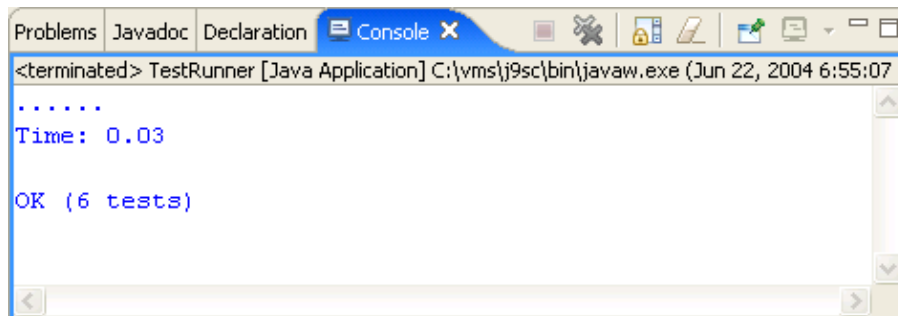 Problems Javadoc Declaration Console
<terminated> TestRunner [Java Application] C:\vms\j9sc\bin\javaw.exe (Jun 22, 2004 6:55:07
......
Time: 0.03
OK (6 tests)